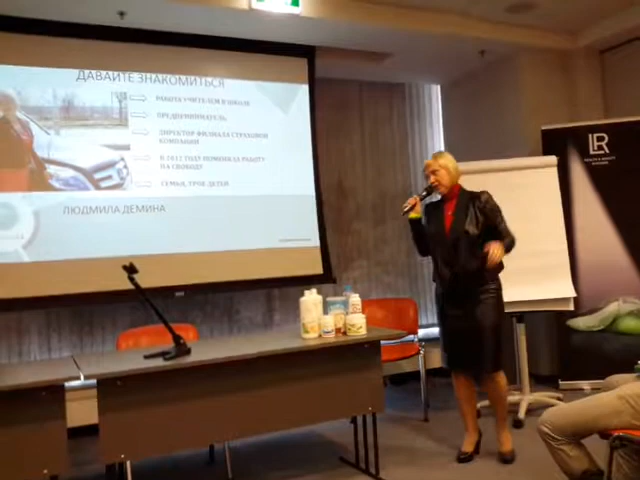 ДАВАЙТЕ ЗНАКОМИТЬСЯ
РАБОТА УЧИТЕЛЕМ В ШКОЛЕ
ПРЕДПРИНИМАТЕЛЬ
ДИРЕКТОР ФИЛИАЛА СТРАХОВОЙ
КОМПАНИИ
В 2012 ГОДУ ПОМЕНЯЛА РАБОТУ
НА СВОБОДУ
СЕМЬЯ, ТРОЕ ДЕТЕЙ
ЛЮДМИЛА ДЕМИНА
LR